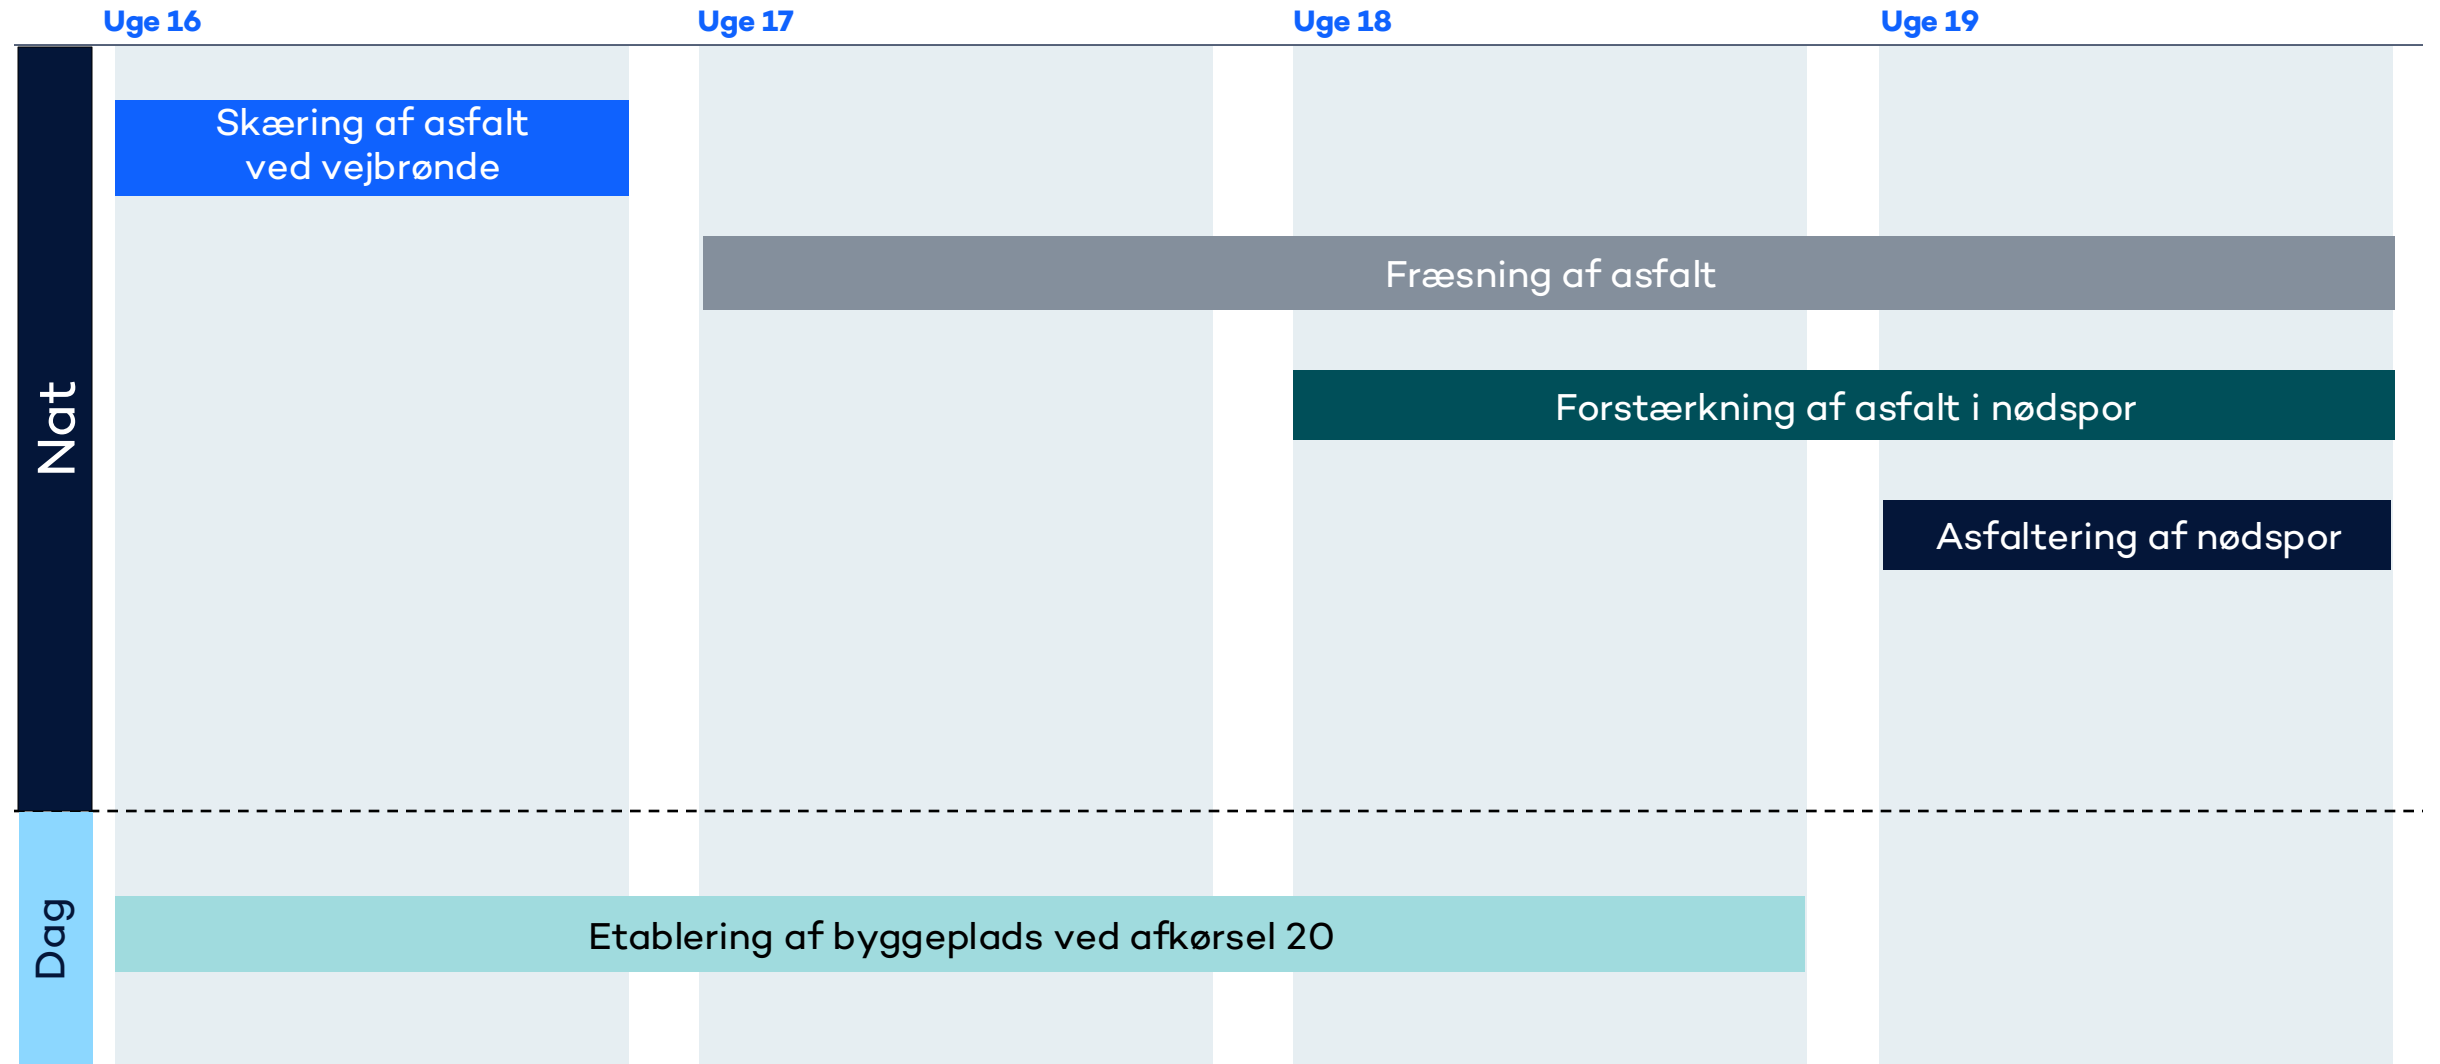 Uge 16
Uge 17
Uge 18
Uge 19
Nat
Skæring af asfalt
ved vejbrønde
Fræsning af asfalt
Forstærkning af asfalt i nødspor
Asfaltering af nødspor
Dag
Etablering af byggeplads ved afkørsel 20